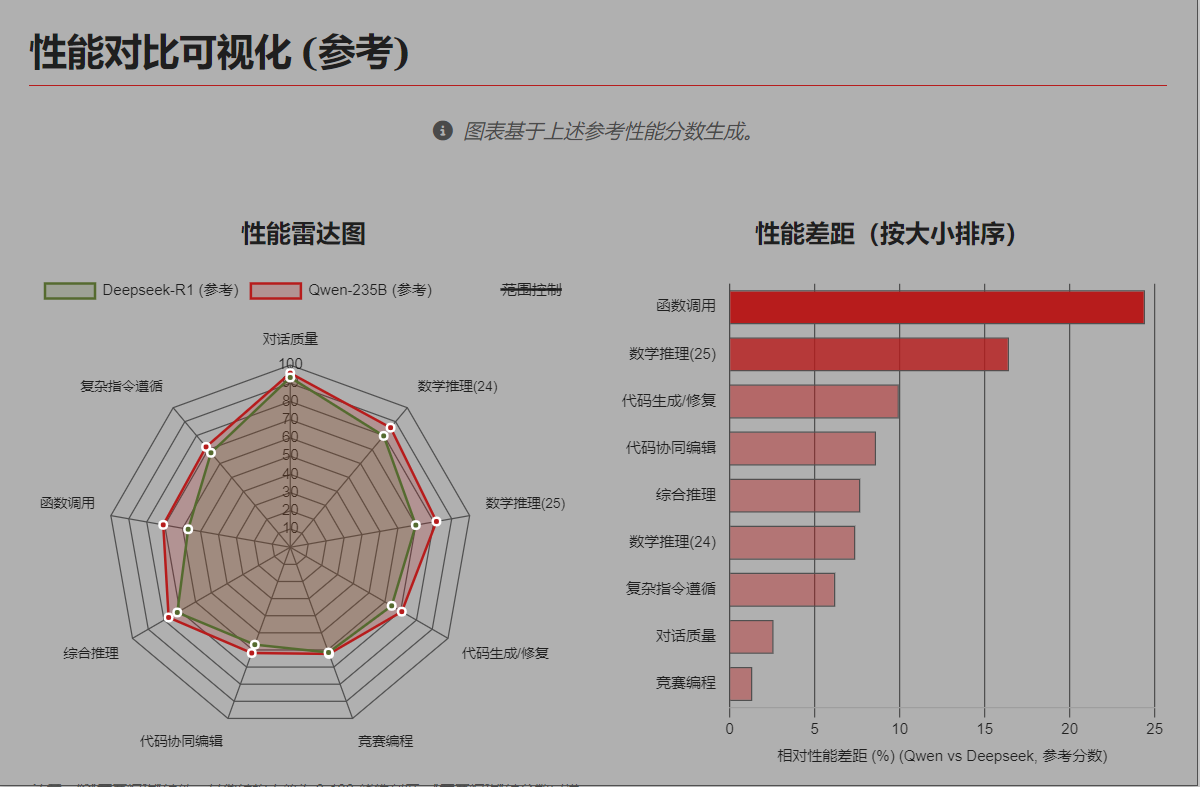 性能对比可视化 (参考)
图表基于上述参考性能分数生成。
性能雷达图
Deepseek-R1 (参考)
Qwen-235B (参考)
范围控制
对话质量
数学推理(24)
数学推理(25)
代码生成/修复
竞赛编程
代码协同编辑
综合推理
函数调用
复杂指令遵循
100
80
70
60
50
40
30
20
10
性能差距（按大小排序）
函数调用
数学推理(25)
代码生成/修复
代码协同编辑
综合推理
数学推理(24)
复杂指令遵循
对话质量
竞赛编程
0 5 10 15 20 25
相对性能差距 (%) (Qwen vs Deepseek, 参考分数)